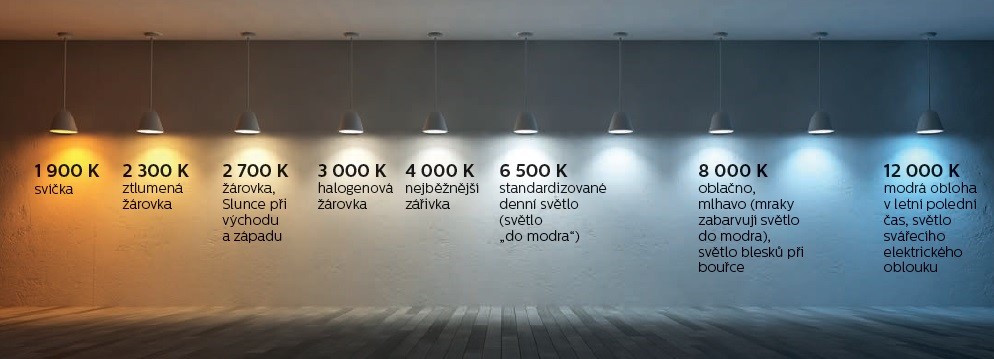 1 900 K
svíčka
2 300 K
ztlumená
žárovka
2 700 K
žárovka,
Slunce při
východu
a západu
3 000 K
halogenová
žárovka
4 000 K
nejběžnější
zářivka
6 500 K
standardizované
denní světlo
(světlo
„do modra“)
8 000 K
oblačno,
mlhavo (mraky
zabarvují světlo
do modra),
světlo blesků při
bouřce
12 000 K
modrá obloha
v letní polední
čas, světlo
svářecího
elektrického
oblouku